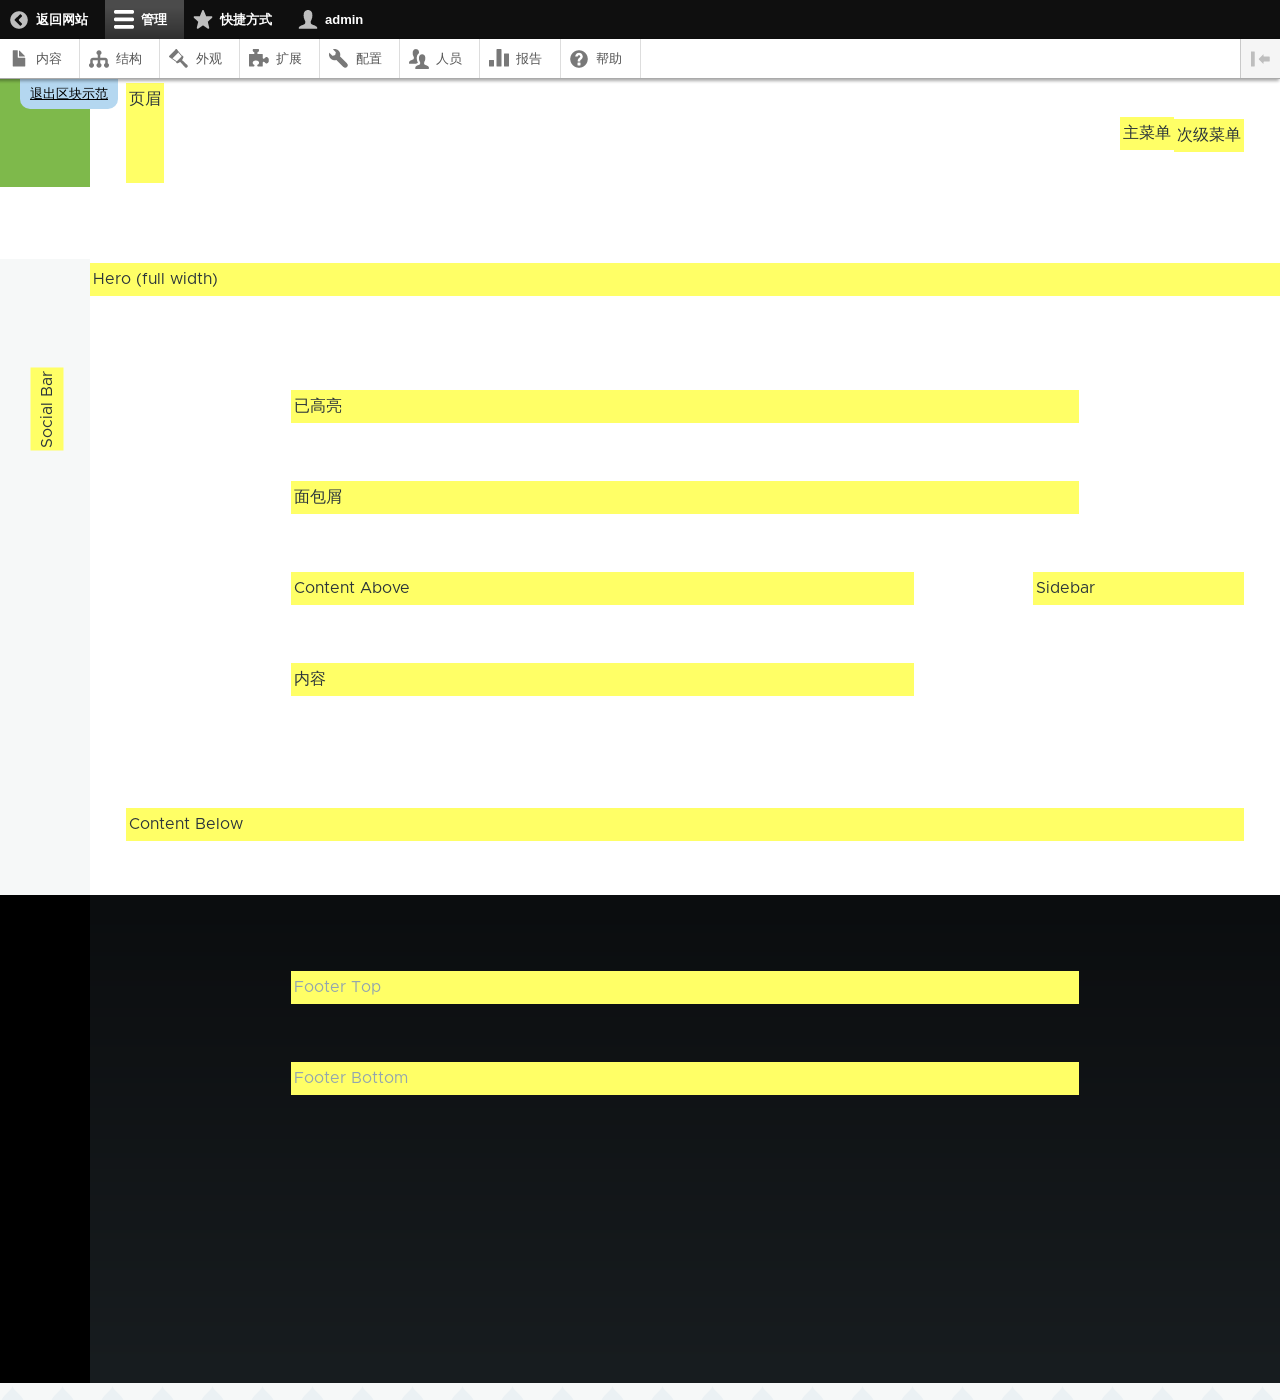 返回网站 管理 快捷方式 admin
内容 结构 外观 扩展 配置 人员 报告 帮助
退出区块示范
页眉
主菜单 次级菜单
Hero (full width)
Social Bar
已高亮
面包屑
Content Above Sidebar
内容
Content Below
Footer Top
Footer Bottom